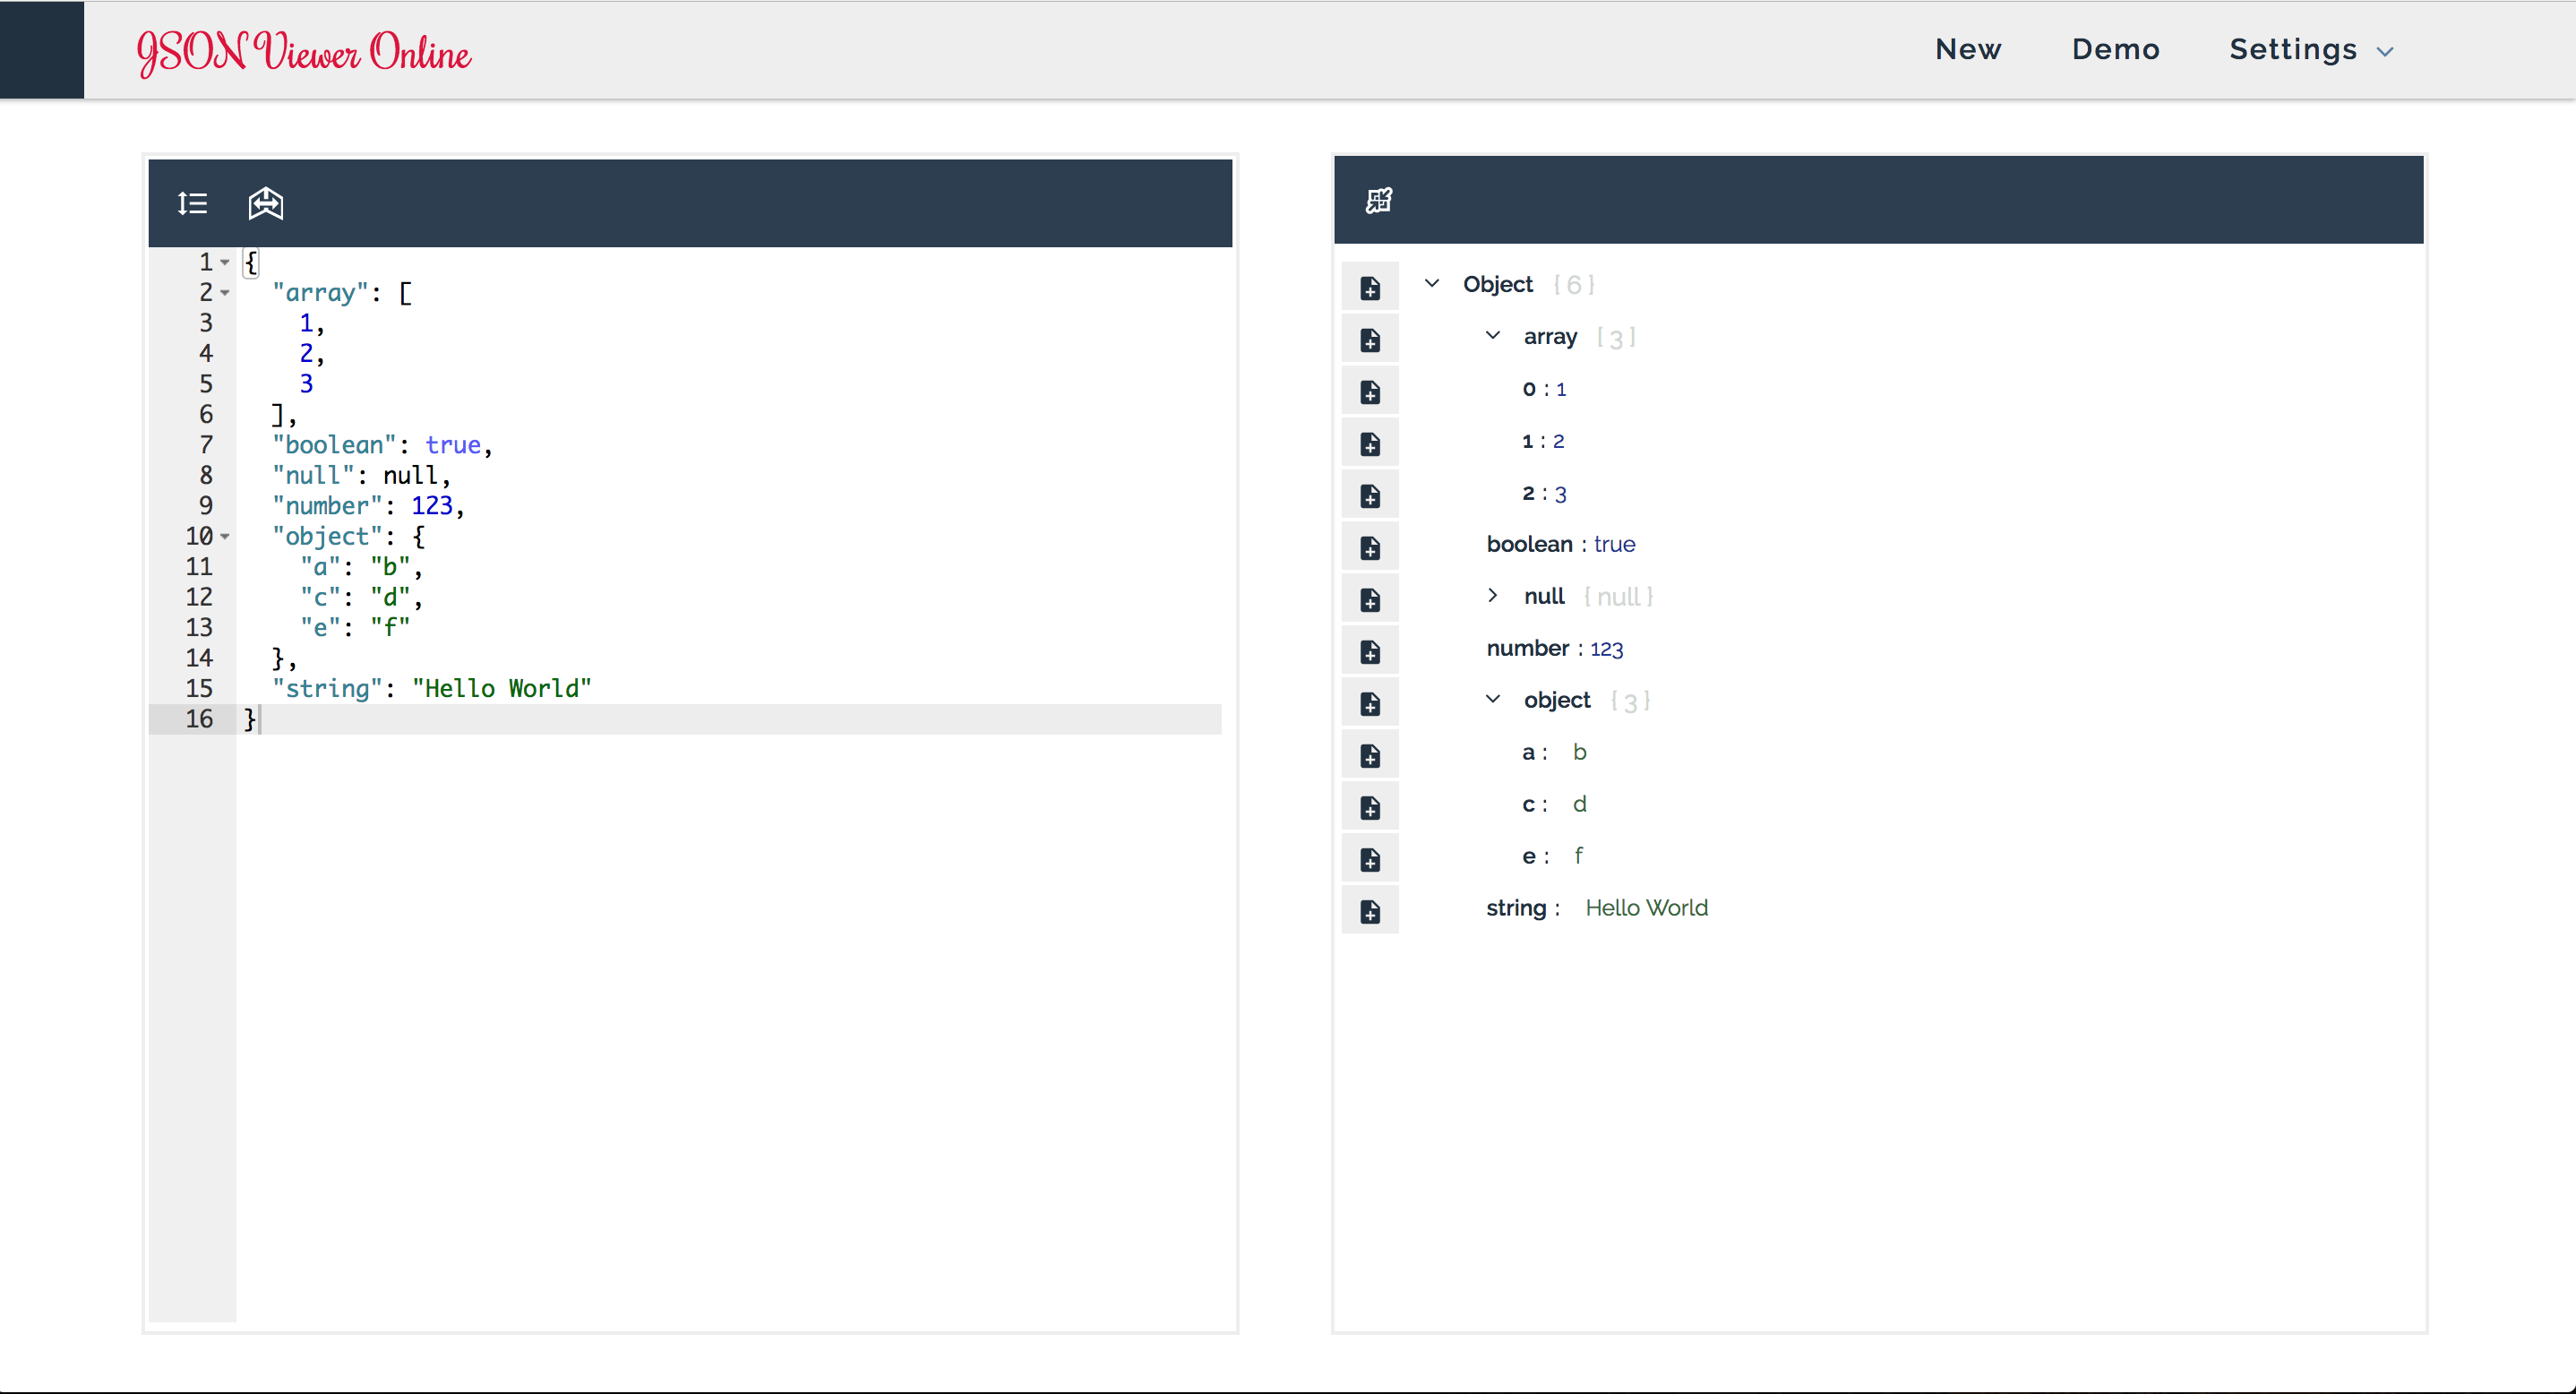 JSON Viewer Online
New Demo Settings
1 {
2 "array": [
3 1,
4 2,
5 3
6 ],
7 "boolean": true,
8 "null": null,
9 "number": 123,
10 "object": {
11 "a": "b",
12 "c": "d",
13 "e": "f"
14 },
15 "string": "Hello World"
16 }
Object { 6 }
array [ 3 ]
0 : 1
1 : 2
2 : 3
boolean : true
null { null }
number : 123
object { 3 }
a : b
c : d
e : f
string : Hello World